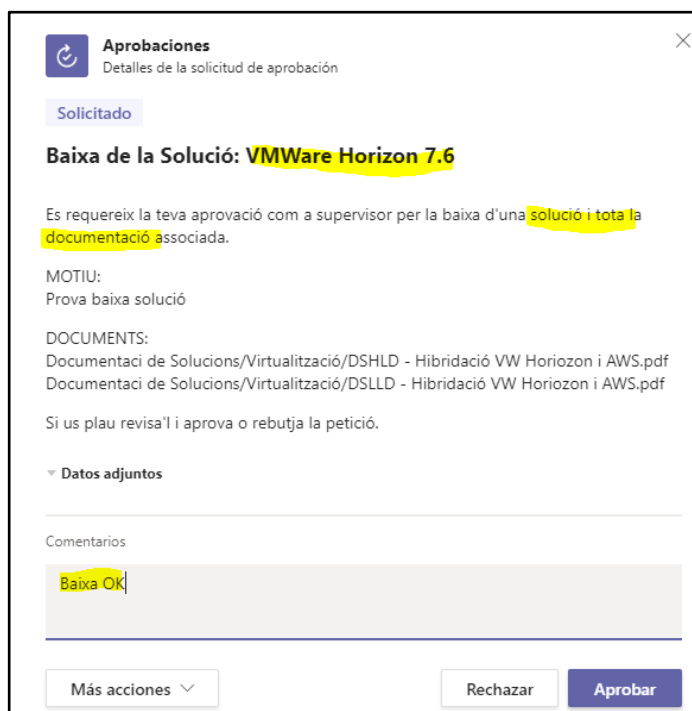 Aprobaciones
Detalles de la solicitud de aprobación
Solicitado
Baixa de la Solució: VMWare Horizon 7.6
Es requereix la teva aprovació com a supervisor per la baixa d'una solució i tota la
documentació associada.
MOTIU:
Prova baixa solució
DOCUMENTS:
Documentaci de Solucions/Virtualització/DSHLD - Hibridació VW Horiozon i AWS.pdf
Documentaci de Solucions/Virtualització/DSLLD - Hibridació VW Horiozon i AWS.pdf
Si us plau revisa'l i aprova o rebutja la petició.
Datos adjuntos
Comentarios
Baixa OK
Más acciones
Rechazar
Aprobar